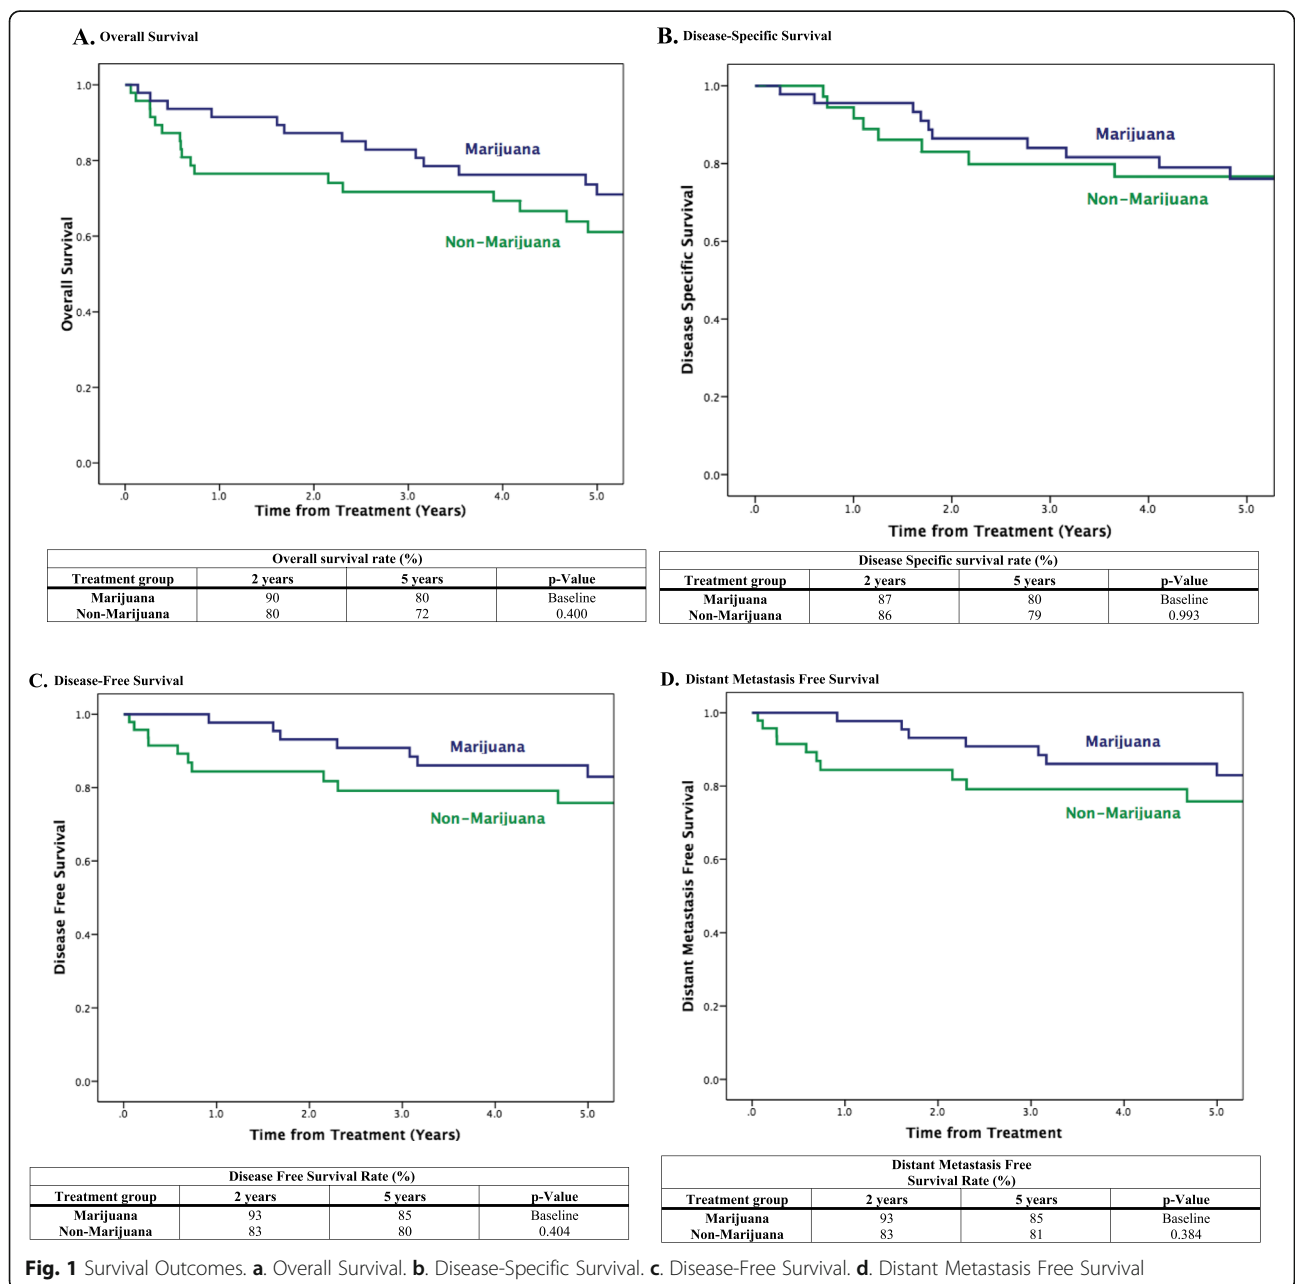 A. Overall Survival
1.0
0.8
0.6
0.4
0.2
0.0
Overall Survival
Marijuana
Non-Marijuana
.0 1.0 2.0 3.0 4.0 5.0
Time from Treatment (Years)
Overall survival rate (%)
Treatment group 2 years 5 years p-Value
Marijuana 90 80 Baseline
Non-Marijuana 80 72 0.400
B. Disease-Specific Survival
1.0
0.8
0.6
0.4
0.2
0.0
Disease Specific Survival
Marijuana
Non-Marijuana
.0 1.0 2.0 3.0 4.0 5.0
Time from Treatment (Years)
Disease Specific survival rate (%)
Treatment group 2 years 5 years p-Value
Marijuana 87 80 Baseline
Non-Marijuana 86 79 0.993
C. Disease-Free Survival
1.0
0.8
0.6
0.4
0.2
0.0
Disease Free Survival
Marijuana
Non-Marijuana
.0 1.0 2.0 3.0 4.0 5.0
Time from Treatment (Years)
Disease Free Survival Rate (%)
Treatment group 2 years 5 years p-Value
Marijuana 93 85 Baseline
Non-Marijuana 83 80 0.404
D. Distant Metastasis Free Survival
1.0
0.8
0.6
0.4
0.2
0.0
Distant Metastasis Free Survival
Marijuana
Non-Marijuana
.0 1.0 2.0 3.0 4.0 5.0
Time from Treatment
Distant Metastasis Free
Survival Rate (%)
Treatment group 2 years 5 years p-Value
Marijuana 93 85 Baseline
Non-Marijuana 83 81 0.384
Fig. 1 Survival Outcomes. a. Overall Survival. b. Disease-Specific Survival. c. Disease-Free Survival. d. Distant Metastasis Free Survival